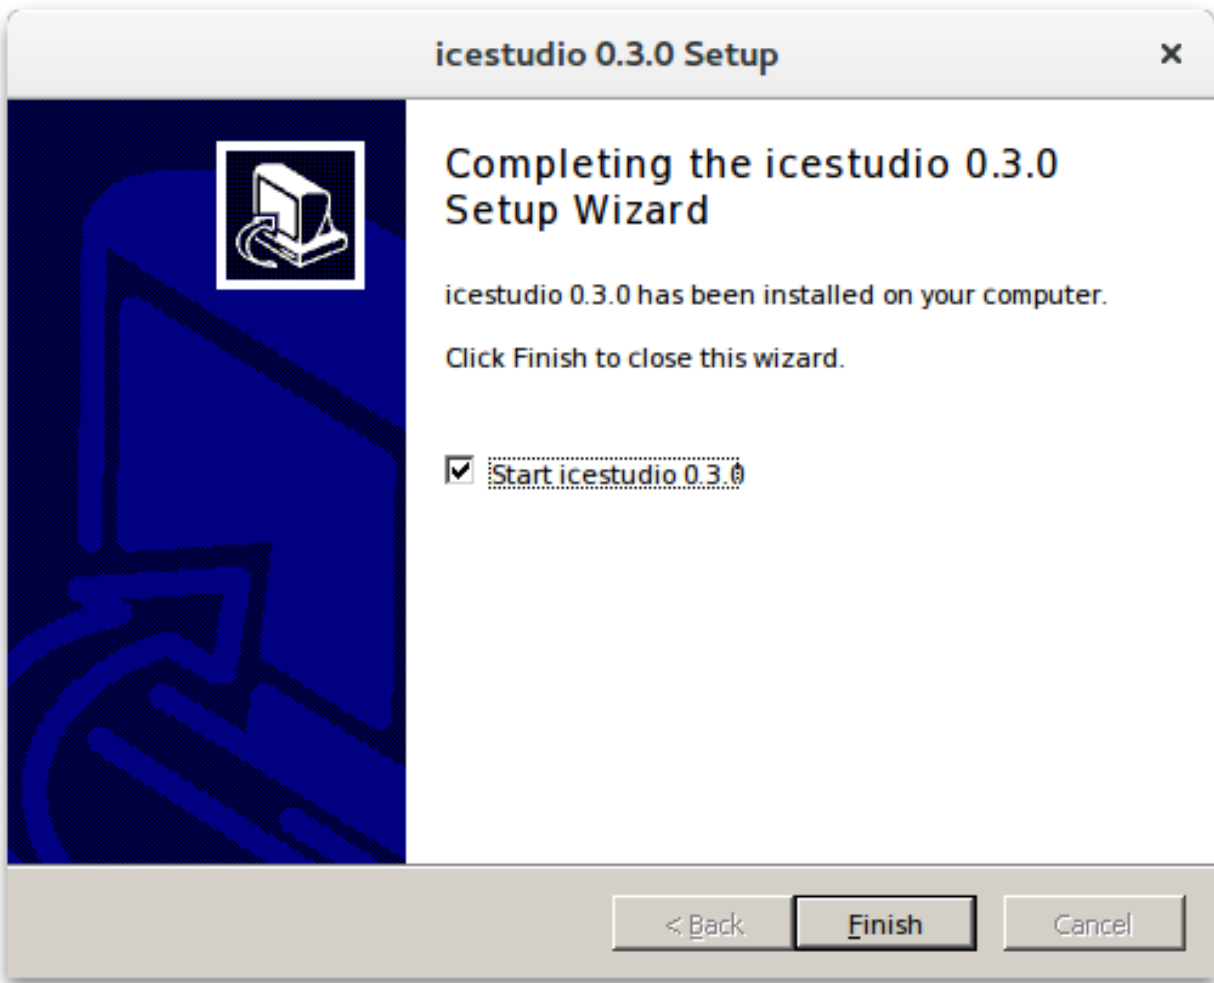 icestudio 0.3.0 Setup
Completing the icestudio 0.3.0
Setup Wizard
icestudio 0.3.0 has been installed on your computer.
Click Finish to close this wizard.
Start icestudio 0.3.0
< Back
Finish
Cancel